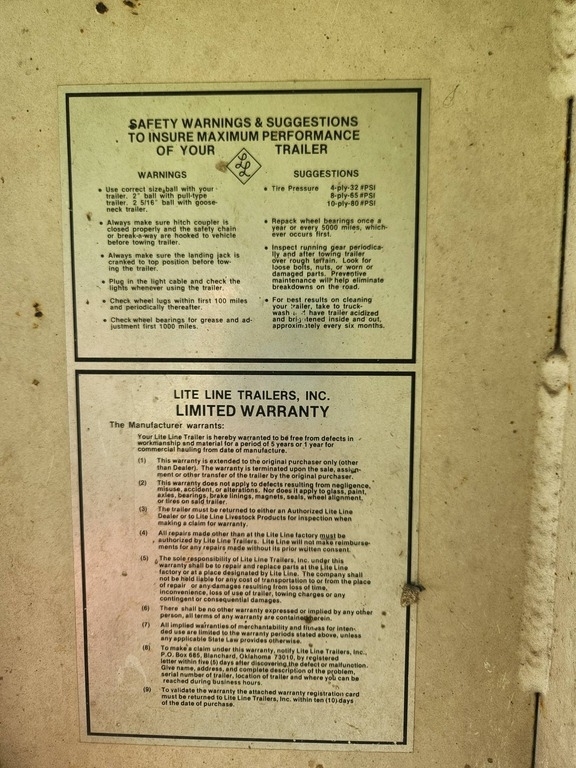 SAFETY WARNINGS & SUGGESTIONS
TO INSURE MAXIMUM PERFORMANCE
OF YOUR LL TRAILER
WARNINGS
• Use correct size ball with your
trailer. 2" ball with pull-type
trailer. 2 5/16" ball with goose-
neck trailer.
• Always make sure hitch coupler is
closed properly and the safety chain
or break-a-way are hooked to vehicle
before towing trailer.
• Always make sure the landing jack is
cranked to top position before tow-
ing the trailer.
• Plug in the light cable and check the
lights whenever using the trailer.
• Check wheel lugs within first 100 miles
and periodically thereafter.
• Check wheel bearings for grease and ad-
justment first 1000 miles.
SUGGESTIONS
• Tire Pressure 4-ply-32 #PSI
8-ply-65 #PSI
10-ply-80 #PSI
• Repack wheel bearings once a
year or every 5000 miles, which-
ever occurs first.
• Inspect running gear periodica-
lly and after towing trailer
over rough terrain. Look for
loose bolts, nuts, or worn or
damaged parts. Preventive
maintenance will help eliminate
breakdowns on the road.
• For best results on cleaning
your trailer, take to truck-
wash have trailer acidized
and brightened inside and out,
approximately every six months.
LITE LINE TRAILERS, INC.
LIMITED WARRANTY
The Manufacturer warrants:
Your Lite Line Trailer is hereby warranted to be free from defects in
workmanship and material for a period of 5 years or 1 year for
commercial hauling from date of manufacture.
(1) This warranty is extended to the original purchaser only (other
than Dealer). The warranty is terminated upon the sale, assign-
ment or other transfer of the trailer by the original purchaser.
(2) This warranty does not apply to defects resulting from negligence,
misuse, accident, or alterations. Nor does it apply to glass, paint,
axles, bearings, brake linings, magnets, seals, wheel alignment,
or tires on said trailer.
(3) The trailer must be returned to either an Authorized Lite Line
Dealer or to Lite Line Livestock Products for inspection when
making a claim for warranty.
(4) All repairs made other than at the Lite Line factory must be
authorized by Lite Line Trailers. Lite Line will not make reimburse-
ments for any repairs made without its prior written consent.
(5) The sole responsibility of Lite Line Trailers, Inc. under this
warranty shall be to repair and replace parts at the Lite Line
factory or at a place designated by Lite Line. The company shall
not be held liable for any cost of transportation to or from the place
of repair or any damages resulting from loss of time,
inconvenience, loss of use of trailer, towing charges or any
contingent or consequential damages.
(6) There shall be no other warranty expressed or implied by any other
person, all terms of any warranty are contained herein.
(7) All implied warranties of merchantability and fitness for inten-
ded use are limited to the warranty periods stated above, unless
any applicable State Law provides otherwise.
(8) To make a claim under this warranty, notify Lite Line Trailers, Inc.,
P.O. Box 685, Blanchard, Oklahoma 73010, by registered
letter within five (5) days after discovering the defect or malfunction.
Give name, address, and complete description of the problem,
serial number of trailer, location of trailer and where you can be
reached during business hours.
(9) To validate the warranty the attached warranty registration card
must be returned to Lite Line Trailers, Inc. within ten (10) days
of the date of purchase.